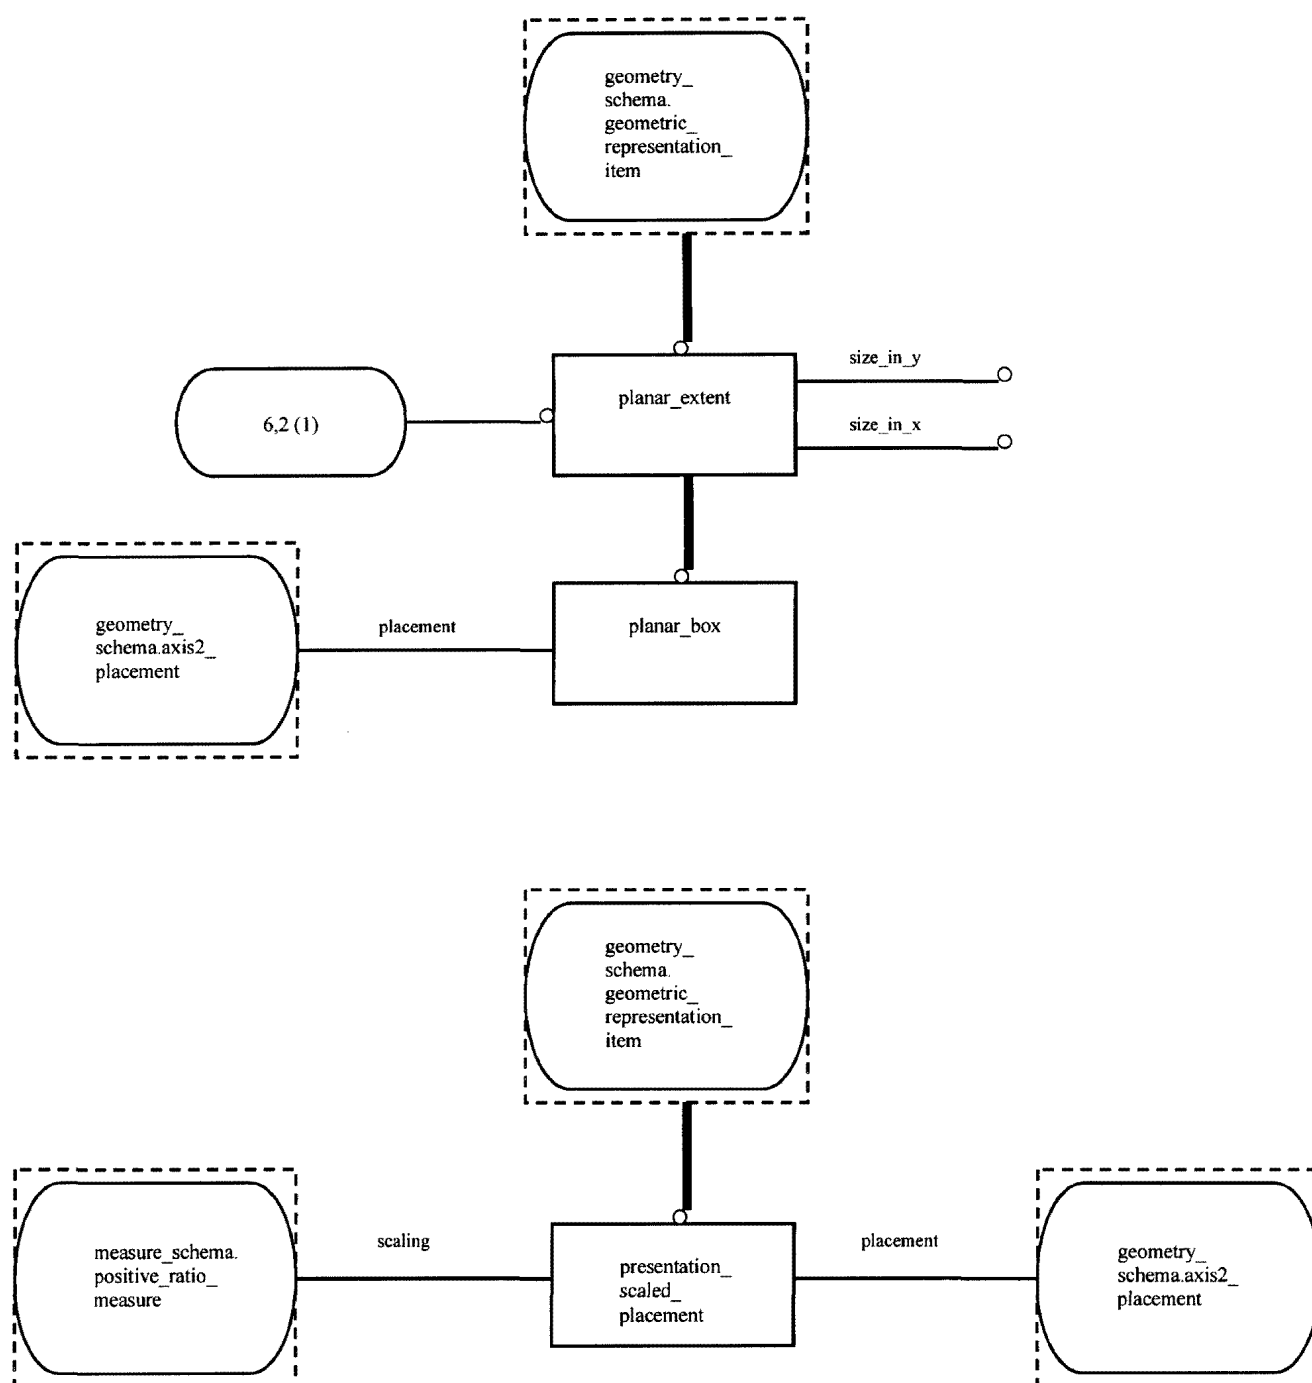 geometry_
schema.
geometric_
representation_
item
size_in_y
planar_extent
6,2 (1)
size_in_x
geometry_
schema.axis2_
placement
placement
planar_box
geometry_
schema.
geometric_
representation_
item
measure_schema.
positive_ratio_
measure
scaling
presentation_
scaled_
placement
placement
geometry_
schema.axis2_
placement